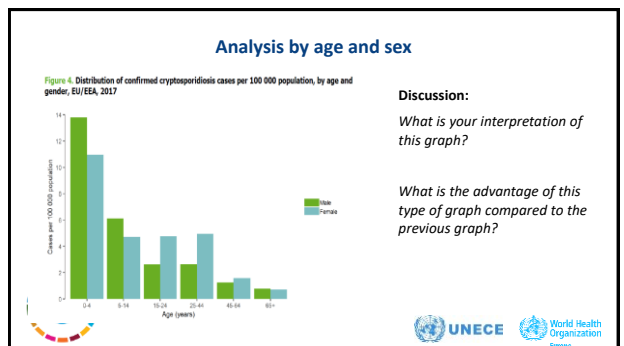 Analysis by age and sex
Figure 4. Distribution of confirmed cryptosporidiosis cases per 100 000 population, by age and
gender, EU/EEA, 2017
Discussion:
What is your interpretation of
this graph?
What is the advantage of this
type of graph compared to the
previous graph?
Cases per 100 000 population
14
12
10
8
6
4
2
0
0-4
5-14
15-24
25-44
45-64
65+
Age (years)
Male
Female
UNECE
World Health
Organization
Europe